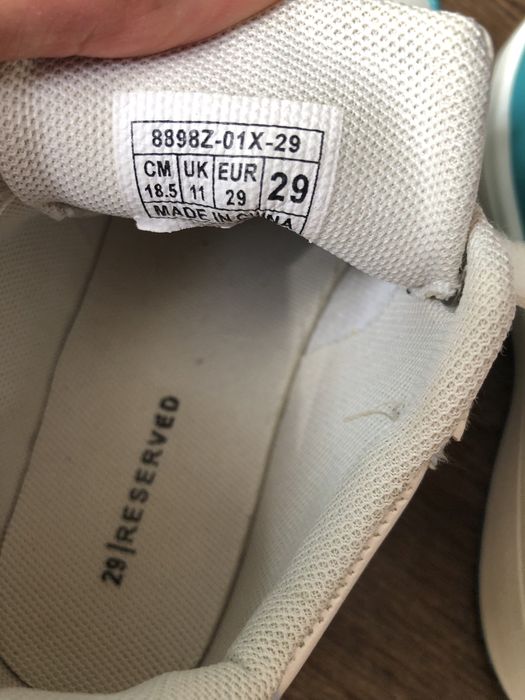 8898Z-01X-29
CM UK EUR 29
18.5 11 29
MADE IN CHINA
29 | RESERVED